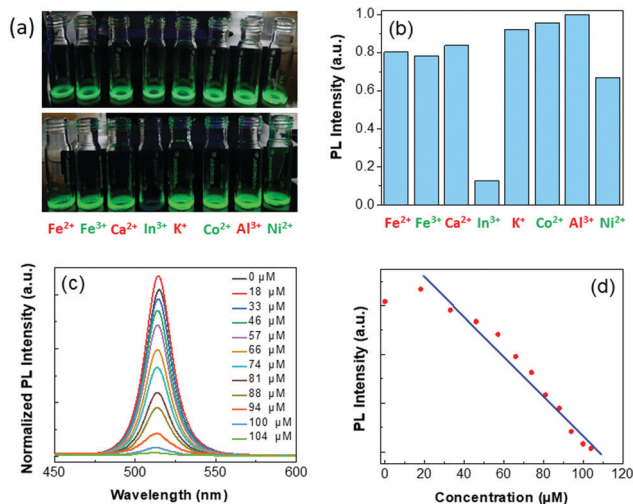 (a)
Fe²⁺ Fe³⁺ Ca²⁺ In³⁺ K⁺ Co²⁺ Al³⁺ Ni²⁺
(b)
PL Intensity (a.u.)
1.0
0.8
0.6
0.4
0.2
0.0
Fe²⁺ Fe³⁺ Ca²⁺ In³⁺ K⁺ Co²⁺ Al³⁺ Ni²⁺
(c)
Normalized PL Intensity (a.u.)
0 µM
18 µM
33 µM
46 µM
57 µM
66 µM
74 µM
81 µM
88 µM
94 µM
100 µM
104 µM
450 500 550 600
Wavelength (nm)
(d)
PL Intensity (a.u.)
0 20 40 60 80 100 120
Concentration (µM)